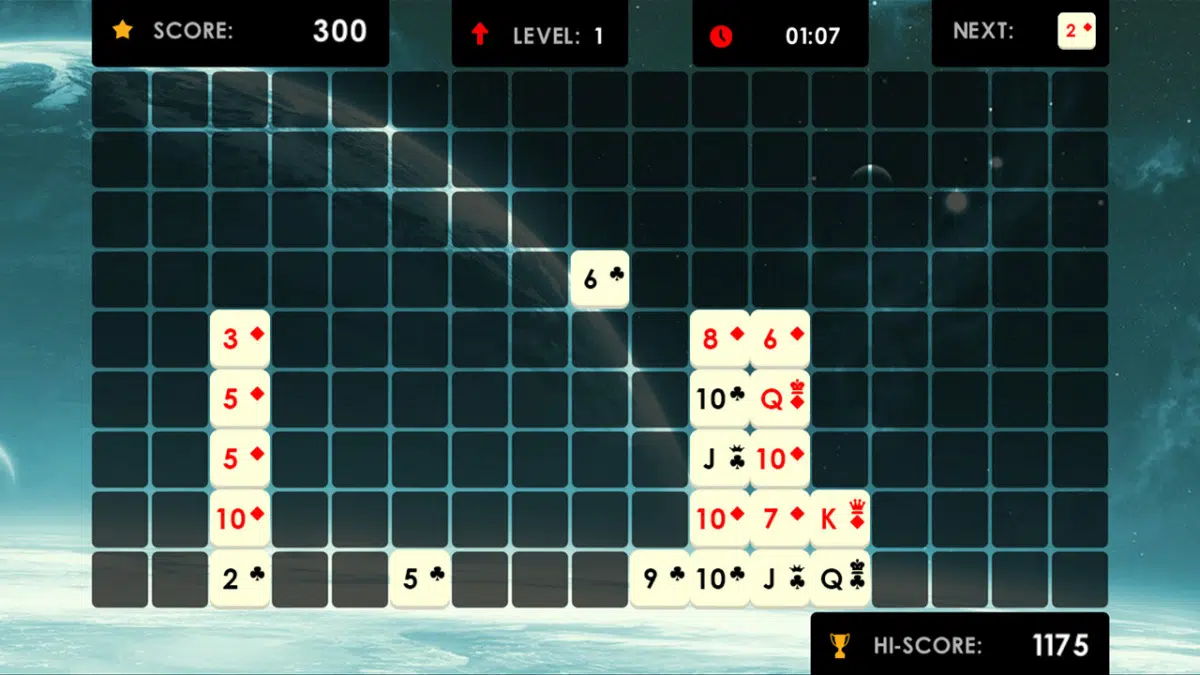 SCORE: 300 LEVEL: 1 01:07 NEXT: 2♦
6♣
3♦ 8♦ 6♦
5♦ 10♣ Q♦
5♦ J♣ 10♦
10♦ 10♦ 7♦ K♦
2♣ 5♣ 9♣ 10♣ J♣ Q♣
HI-SCORE: 1175